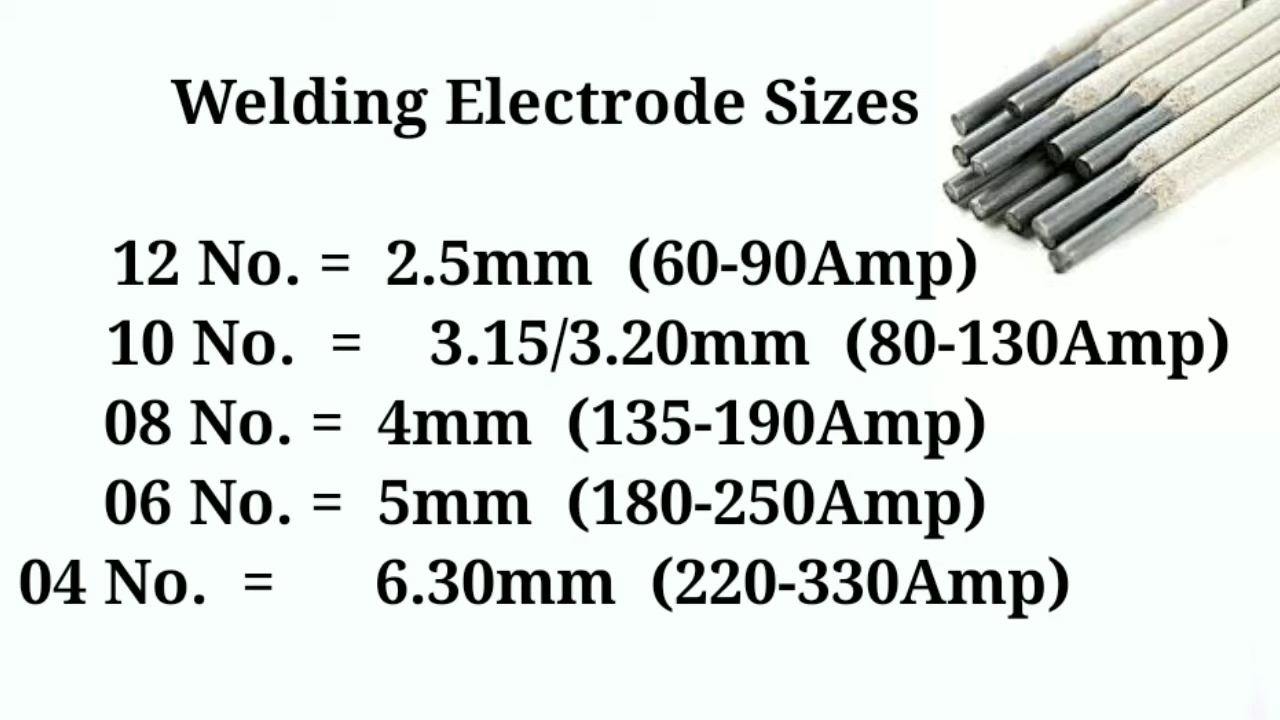 Welding Electrode Sizes
12 No. = 2.5mm (60-90Amp)
10 No. = 3.15/3.20mm (80-130Amp)
08 No. = 4mm (135-190Amp)
06 No. = 5mm (180-250Amp)
04 No. = 6.30mm (220-330Amp)